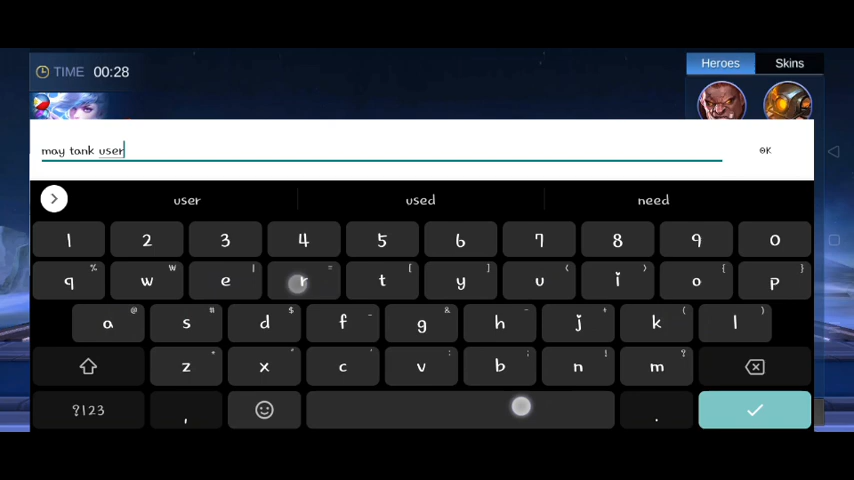 TIME 00:28
Heroes Skins
may tank user
OK
user used need
1 2 3 4 5 6 7 8 9 0
% W | = [ ] < > { }
q w e r t y u i o p
@ # $ _ & - + ( )
a s d f g h j k l
* " ' : ; ! ?
z x c v b n m
?123 , .